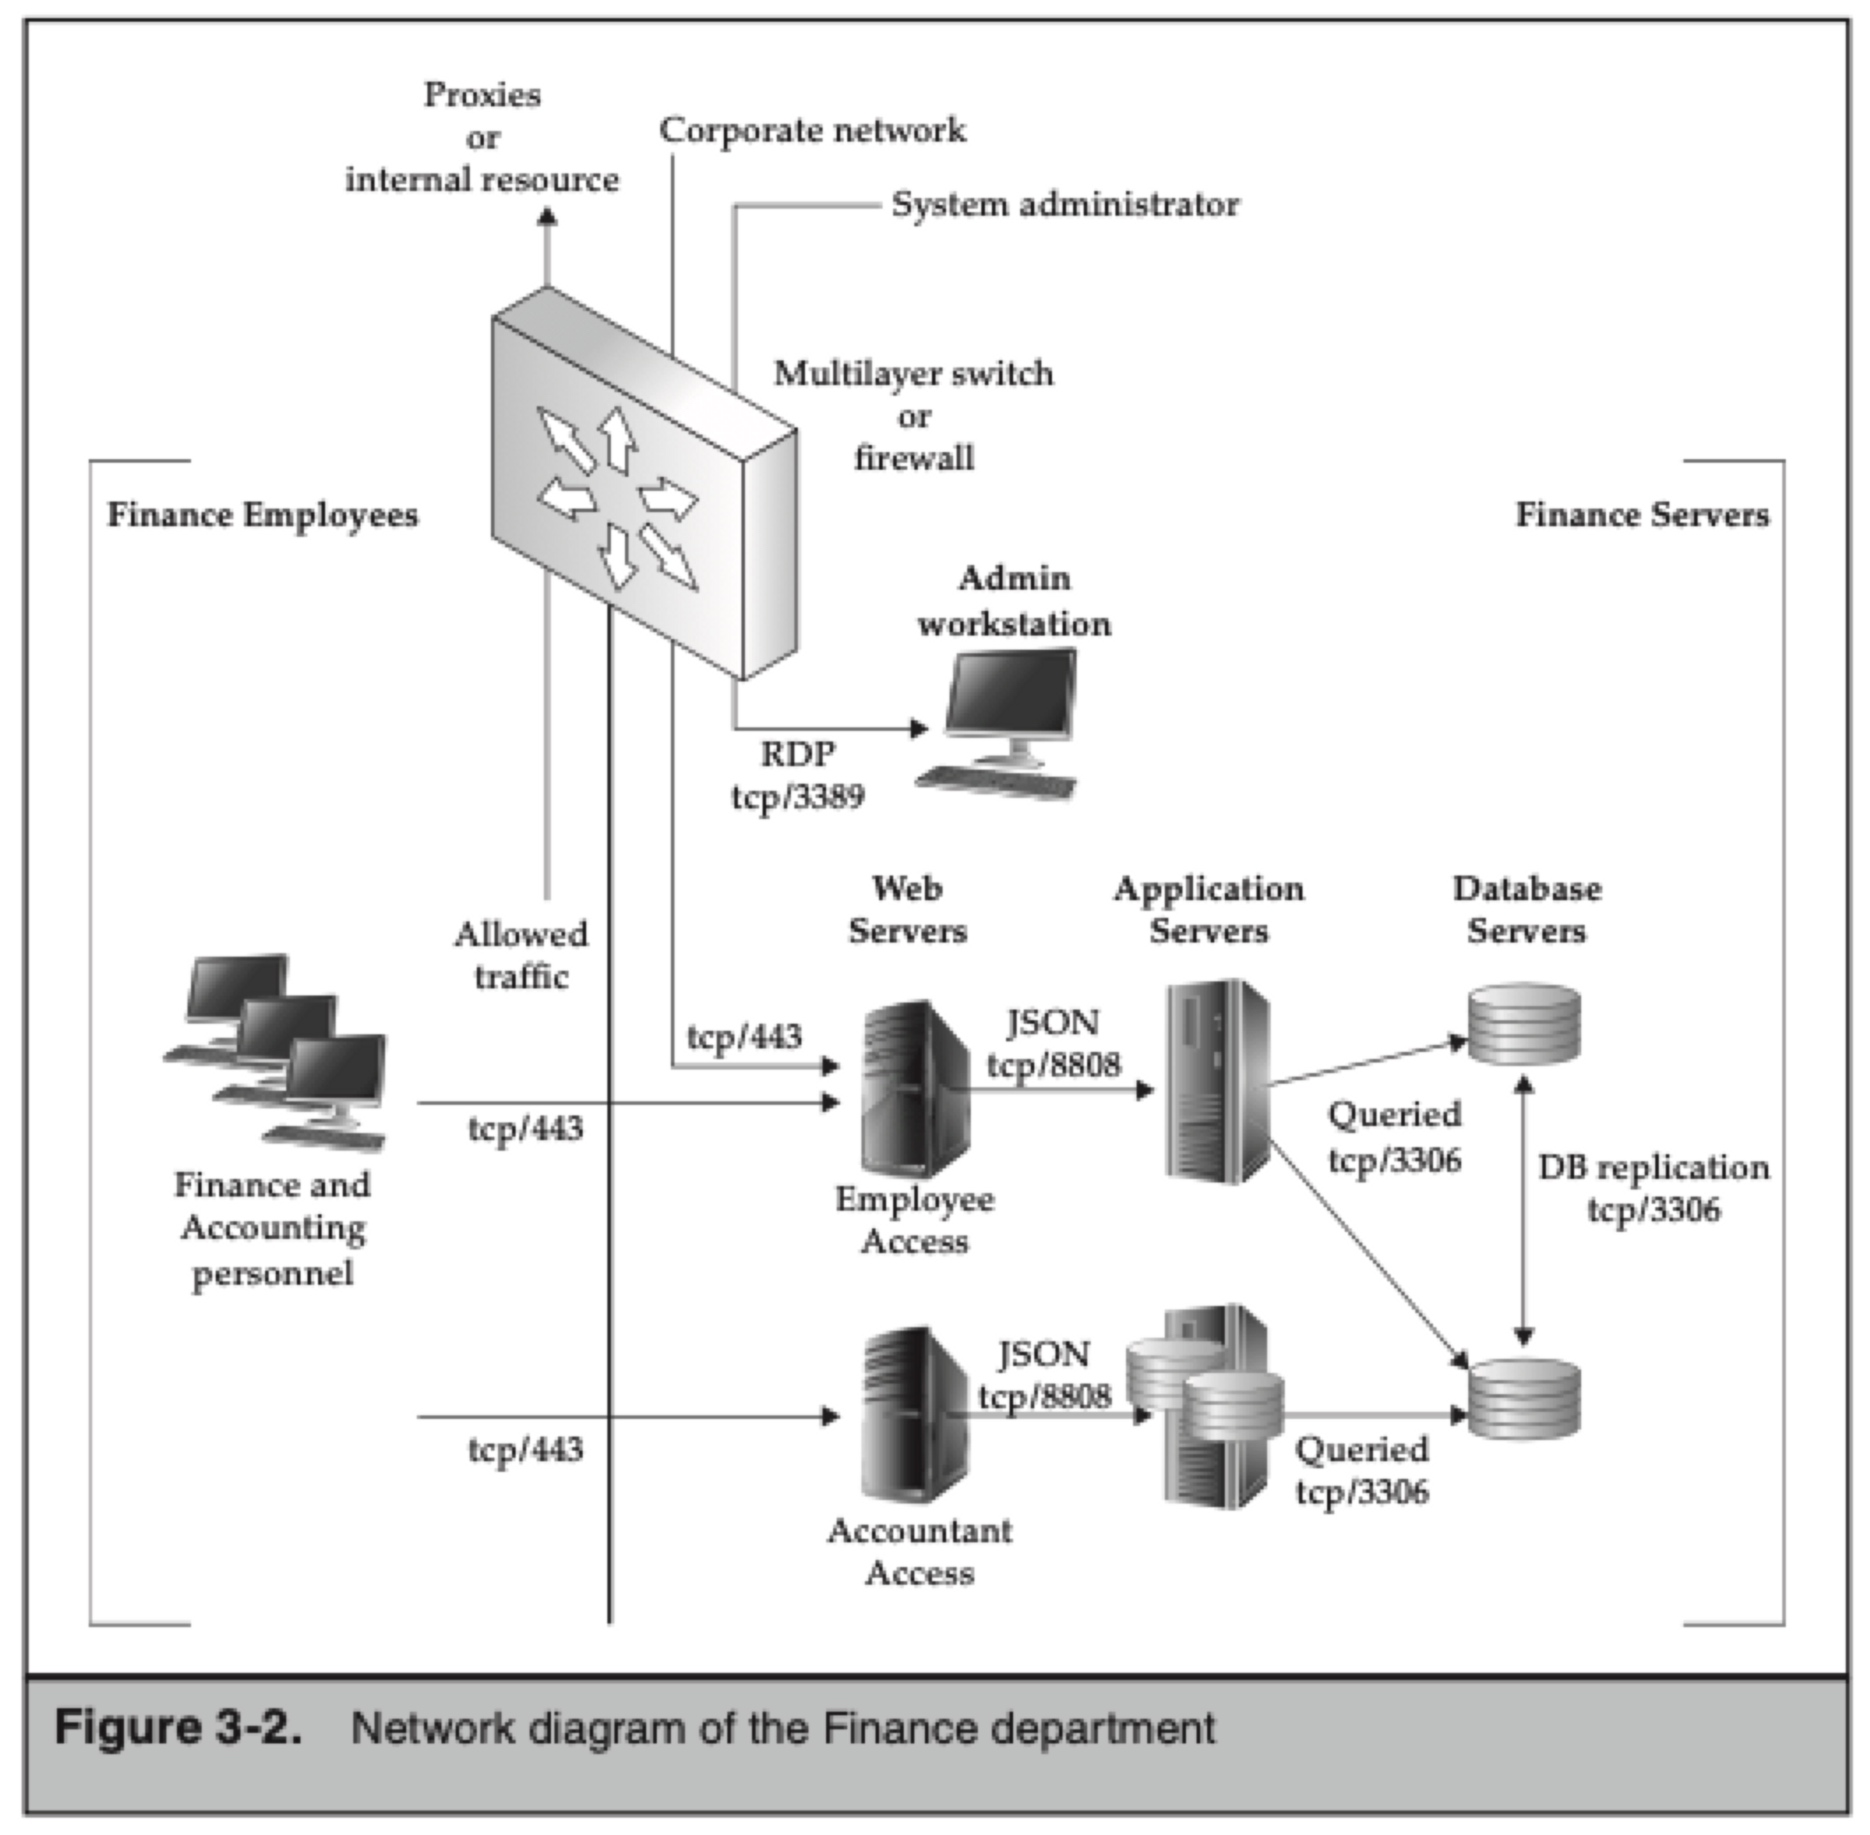 Proxies
or
internal resource
Corporate network
System administrator
Multilayer switch
or
firewall
Finance Employees
Finance Servers
Admin
workstation
RDP
tcp/3389
Web
Servers
Application
Servers
Database
Servers
Allowed
traffic
tcp/443
JSON
tcp/8808
tcp/443
Queried
tcp/3306
DB replication
tcp/3306
Finance and
Accounting
personnel
Employee
Access
JSON
tcp/8808
tcp/443
Queried
tcp/3306
Accountant
Access
Figure 3-2. Network diagram of the Finance department